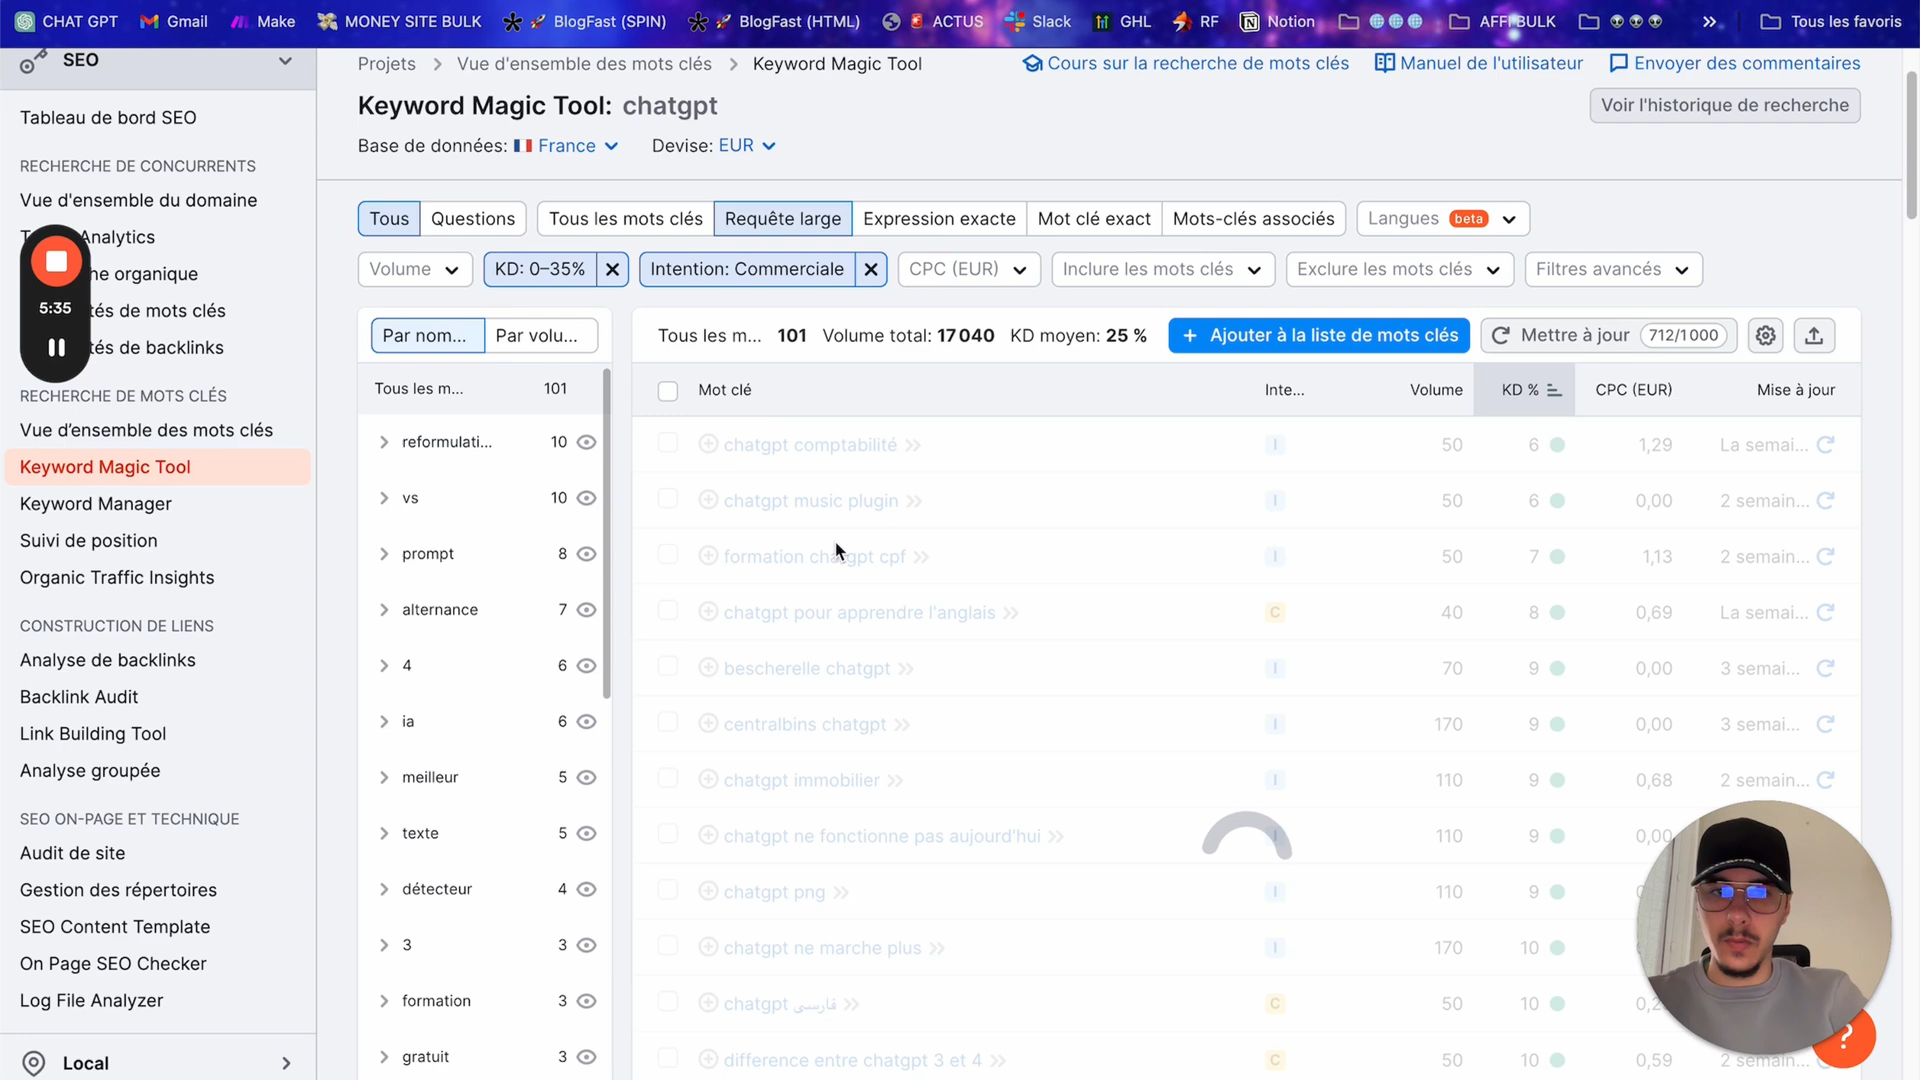 CHAT GPT Gmail Make MONEY SITE BULK BlogFast (SPIN) BlogFast (HTML) ACTUS Slack GHL RF Notion AFFI BULK Tous les favoris
SEO
Tableau de bord SEO
RECHERCHE DE CONCURRENTS
Vue d'ensemble du domaine
Analytics
he organique
tés de mots clés
tés de backlinks
5:35
RECHERCHE DE MOTS CLÉS
Vue d'ensemble des mots clés
Keyword Magic Tool
Keyword Manager
Suivi de position
Organic Traffic Insights
CONSTRUCTION DE LIENS
Analyse de backlinks
Backlink Audit
Link Building Tool
Analyse groupée
SEO ON-PAGE ET TECHNIQUE
Audit de site
Gestion des répertoires
SEO Content Template
On Page SEO Checker
Log File Analyzer
Local
Projets > Vue d'ensemble des mots clés > Keyword Magic Tool
Cours sur la recherche de mots clés Manuel de l'utilisateur Envoyer des commentaires
Keyword Magic Tool: chatgpt
Voir l'historique de recherche
Base de données: France Devise: EUR
Tous Questions Tous les mots clés Requête large Expression exacte Mot clé exact Mots-clés associés Langues beta
Volume KD: 0–35% Intention: Commerciale CPC (EUR) Inclure les mots clés Exclure les mots clés Filtres avancés
Par nom... Par volu...
Tous les m... 101
reformulati... 10
vs 10
prompt 8
alternance 7
4 6
ia 6
meilleur 5
texte 5
détecteur 4
3 3
formation 3
gratuit 3
Tous les m... 101 Volume total: 17 040 KD moyen: 25 % + Ajouter à la liste de mots clés Mettre à jour 712/1000
Mot clé Inte... Volume KD % CPC (EUR) Mise à jour
chatgpt comptabilité I 50 6 1,29 La semai...
chatgpt music plugin I 50 6 0,00 2 semain...
formation chatgpt cpf I 50 7 1,13 2 semain...
chatgpt pour apprendre l'anglais C 40 8 0,69 La semai...
bescherelle chatgpt I 70 9 0,00 3 semai...
centralbins chatgpt I 170 9 0,00 3 semai...
chatgpt immobilier I 110 9 0,68 2 semain...
chatgpt ne fonctionne pas aujourd'hui I 110 9 0,00
chatgpt png I 110 9
chatgpt ne marche plus I 170 10
chatgpt فارسی C 50 10 0,2
difference entre chatgpt 3 et 4 C 50 10 0,59 2 semain...
?